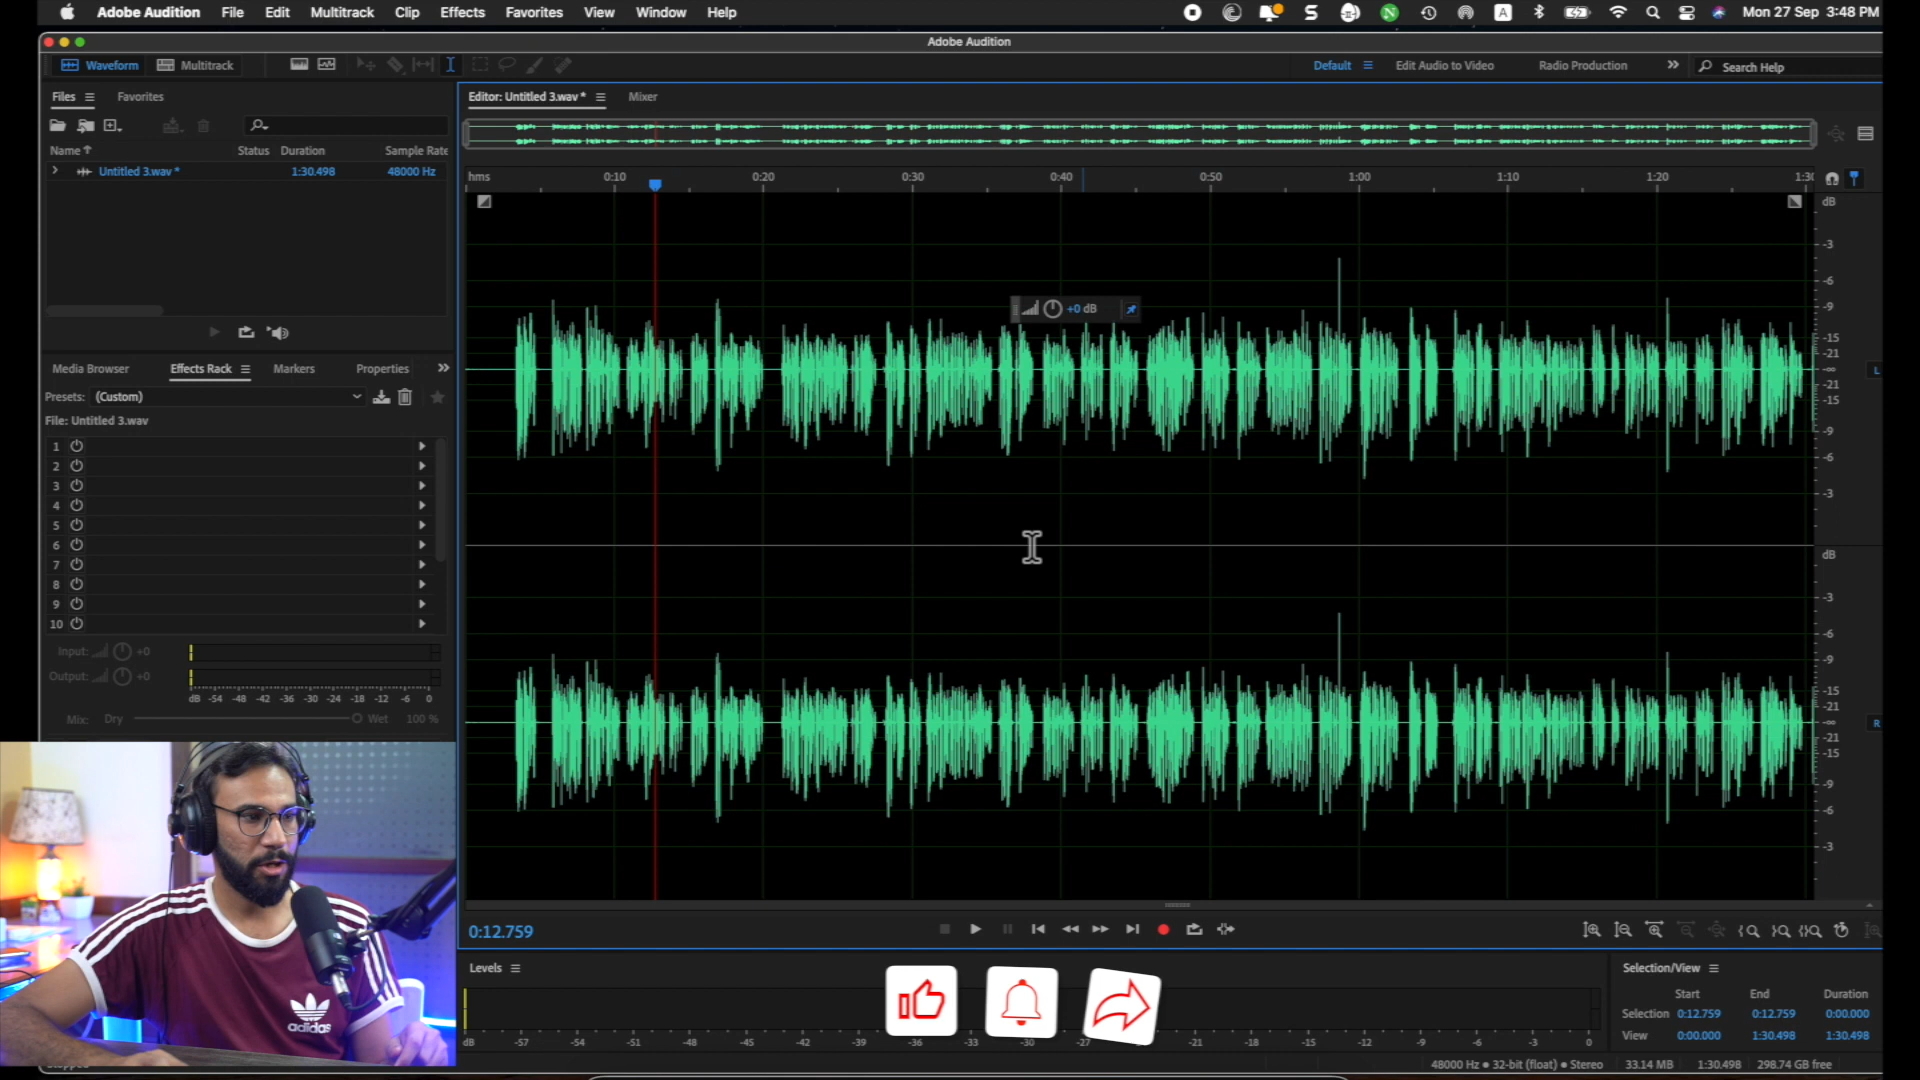 Adobe Audition File Edit Multitrack Clip Effects Favorites View Window Help Mon 27 Sep 3:48 PM
Adobe Audition
Waveform Multitrack Default Edit Audio to Video Radio Production Search Help
Files Favorites
Editor: Untitled 3.wav * Mixer
Name Status Duration Sample Rate
Untitled 3.wav * 1:30.498 48000 Hz
hms 0:10 0:20 0:30 0:40 0:50 1:00 1:10 1:20 1:30
dB
-3
-6
-9
-15
-21
-∞
-21
-15
-9
-6
-3
L
+0 dB
dB
-3
-6
-9
-15
-21
-∞
-21
-15
-9
-6
-3
R
Media Browser Effects Rack Markers Properties
Presets: (Custom)
File: Untitled 3.wav
1
2
3
4
5
6
7
8
9
10
Input: +0
Output: +0
dB -54 -48 -42 -36 -30 -24 -18 -12 -6 0
Mix: Dry Wet 100 %
adidas
0:12.759
Levels
dB -57 -54 -51 -48 -45 -42 -39 -36 -33 -30 -27 -21 -18 -15 -12 -9 -6 -3 0
Selection/View
Start End Duration
Selection 0:12.759 0:12.759 0:00.000
View 0:00.000 1:30.498 1:30.498
48000 Hz • 32-bit (float) • Stereo 33.14 MB 1:30.498 298.74 GB free